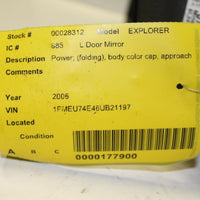 Stock # 00028312 Model EXPLORER
IC # 685 L Door Mirror
Description Power, (folding), body color cap, approach
Comments
Year 2006
VIN 1FMEU74E46UB21197
Located
Condition
A B C 0000177900